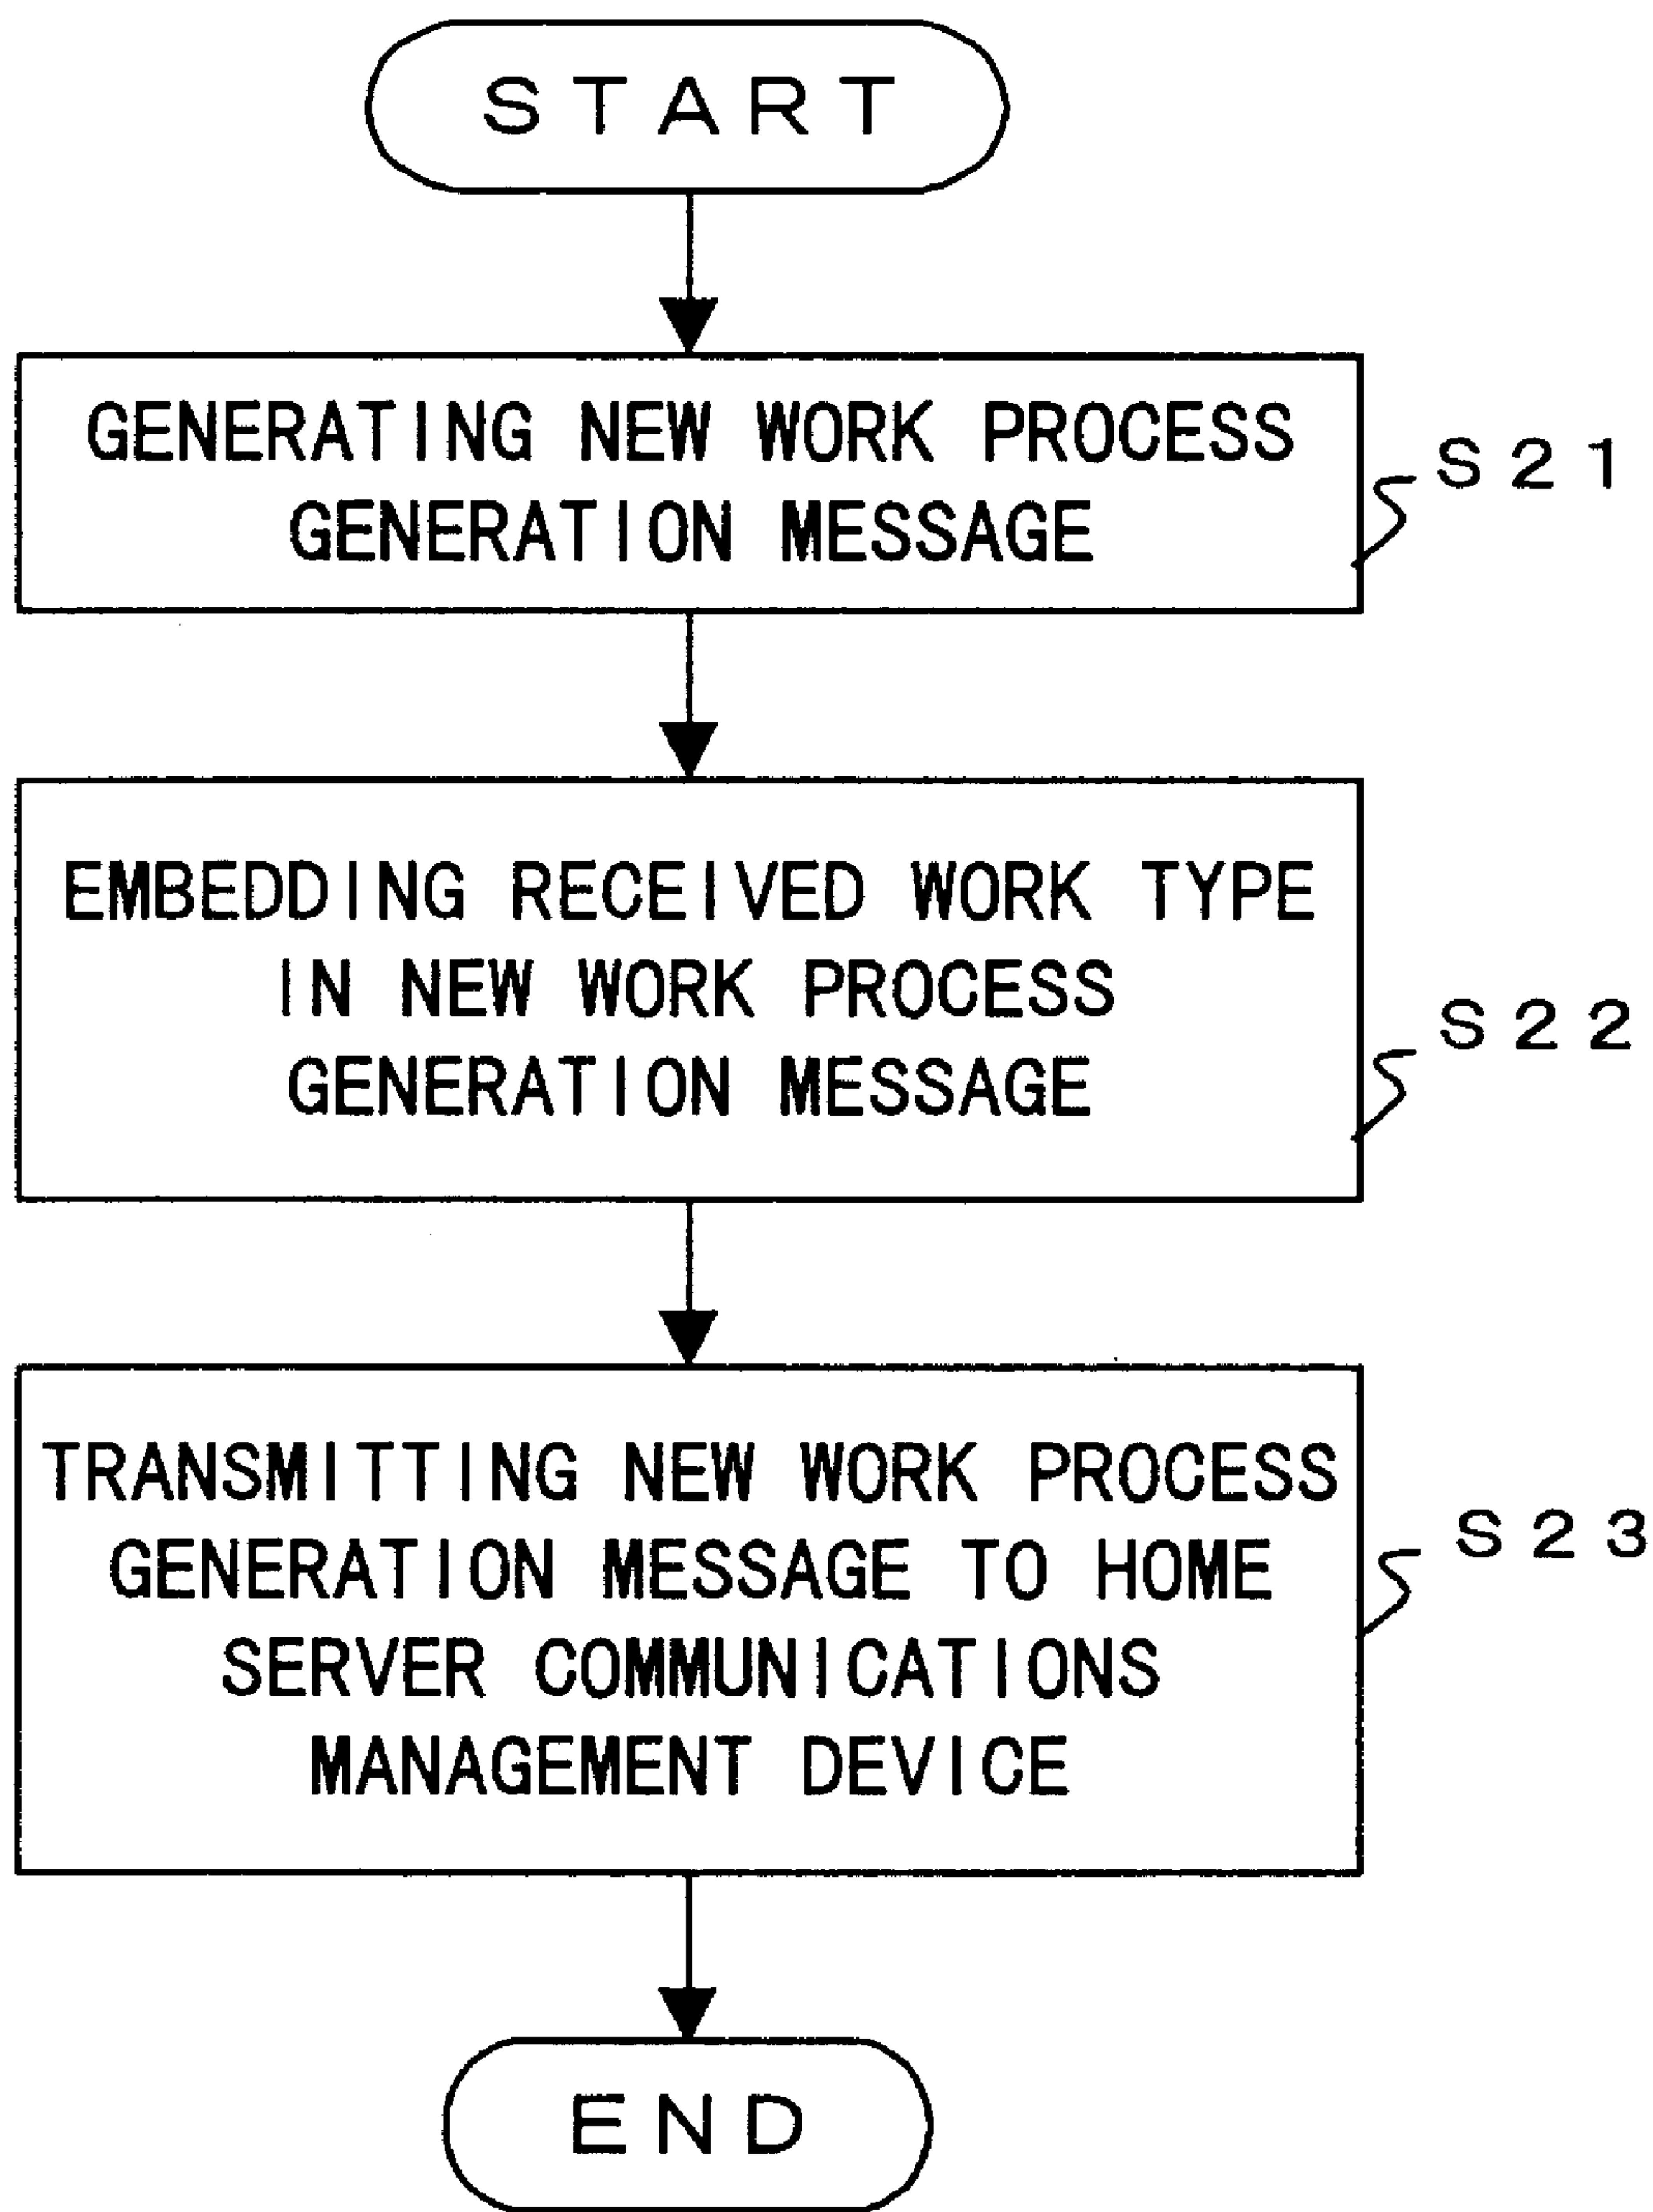 START
GENERATING NEW WORK PROCESS
GENERATION MESSAGE
S21
EMBEDDING RECEIVED WORK TYPE
IN NEW WORK PROCESS
GENERATION MESSAGE
S22
TRANSMITTING NEW WORK PROCESS
GENERATION MESSAGE TO HOME
SERVER COMMUNICATIONS
MANAGEMENT DEVICE
S23
END